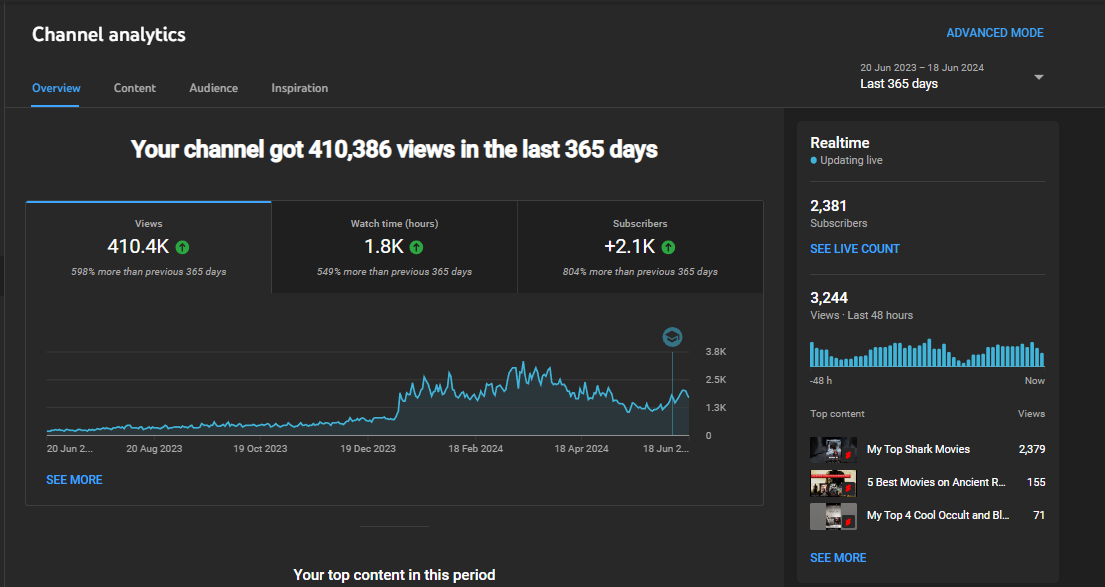 Channel analytics
ADVANCED MODE
20 Jun 2023 – 18 Jun 2024
Last 365 days
Overview
Content
Audience
Inspiration
Your channel got 410,386 views in the last 365 days
Views
410.4K
598% more than previous 365 days
Watch time (hours)
1.8K
549% more than previous 365 days
Subscribers
+2.1K
804% more than previous 365 days
3.8K
2.5K
1.3K
0
20 Jun 2...
20 Aug 2023
19 Oct 2023
19 Dec 2023
18 Feb 2024
18 Apr 2024
18 Jun 2...
SEE MORE
Your top content in this period
Realtime
Updating live
2,381
Subscribers
SEE LIVE COUNT
3,244
Views · Last 48 hours
-48 h
Now
Top content
Views
My Top Shark Movies
2,379
5 Best Movies on Ancient R...
155
My Top 4 Cool Occult and Bl...
71
SEE MORE